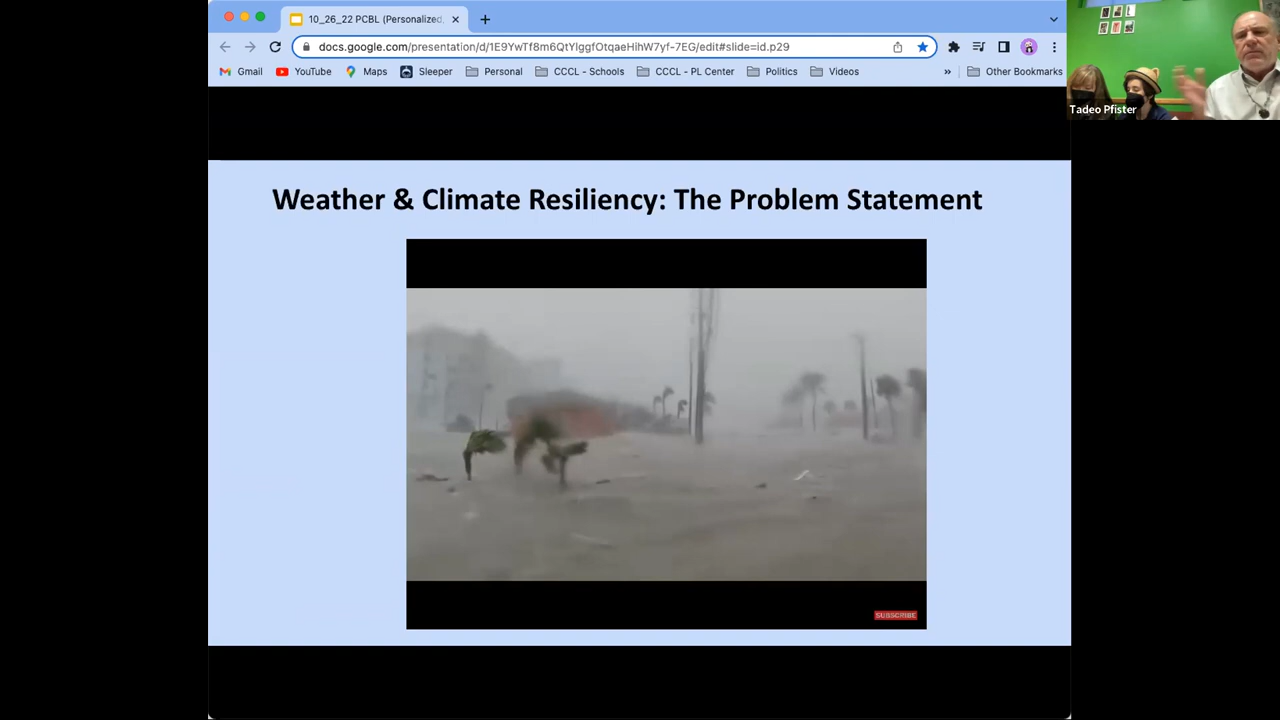 10_26_22 PCBL (Personalized,
docs.google.com/presentation/d/1E9YwTf8m6QtYlggfOtqaeHihW7yf-7EG/edit#slide=id.p29
Gmail YouTube Maps Sleeper Personal CCCL - Schools CCCL - PL Center Politics Videos » Other Bookmarks
Tadeo Pfister
Weather & Climate Resiliency: The Problem Statement
SUBSCRIBE